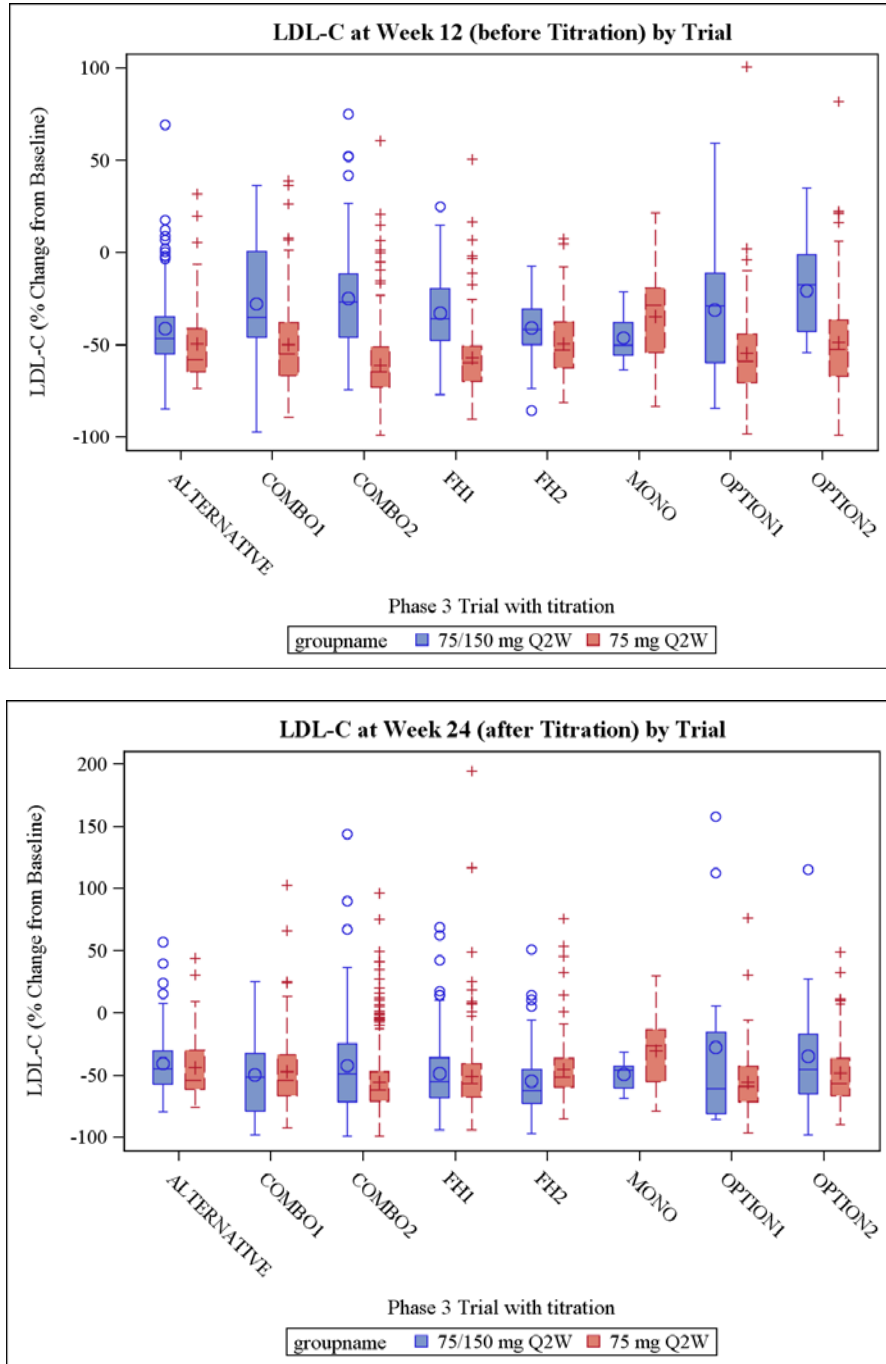 LDL-C at Week 12 (before Titration) by Trial
LDL-C (% Change from Baseline)
100
50
0
-50
-100
ALTERNATIVE
COMBO1
COMBO2
FH1
FH2
MONO
OPTION1
OPTION2
Phase 3 Trial with titration
groupname 75/150 mg Q2W 75 mg Q2W
LDL-C at Week 24 (after Titration) by Trial
LDL-C (% Change from Baseline)
200
150
100
50
0
-50
-100
ALTERNATIVE
COMBO1
COMBO2
FH1
FH2
MONO
OPTION1
OPTION2
Phase 3 Trial with titration
groupname 75/150 mg Q2W 75 mg Q2W